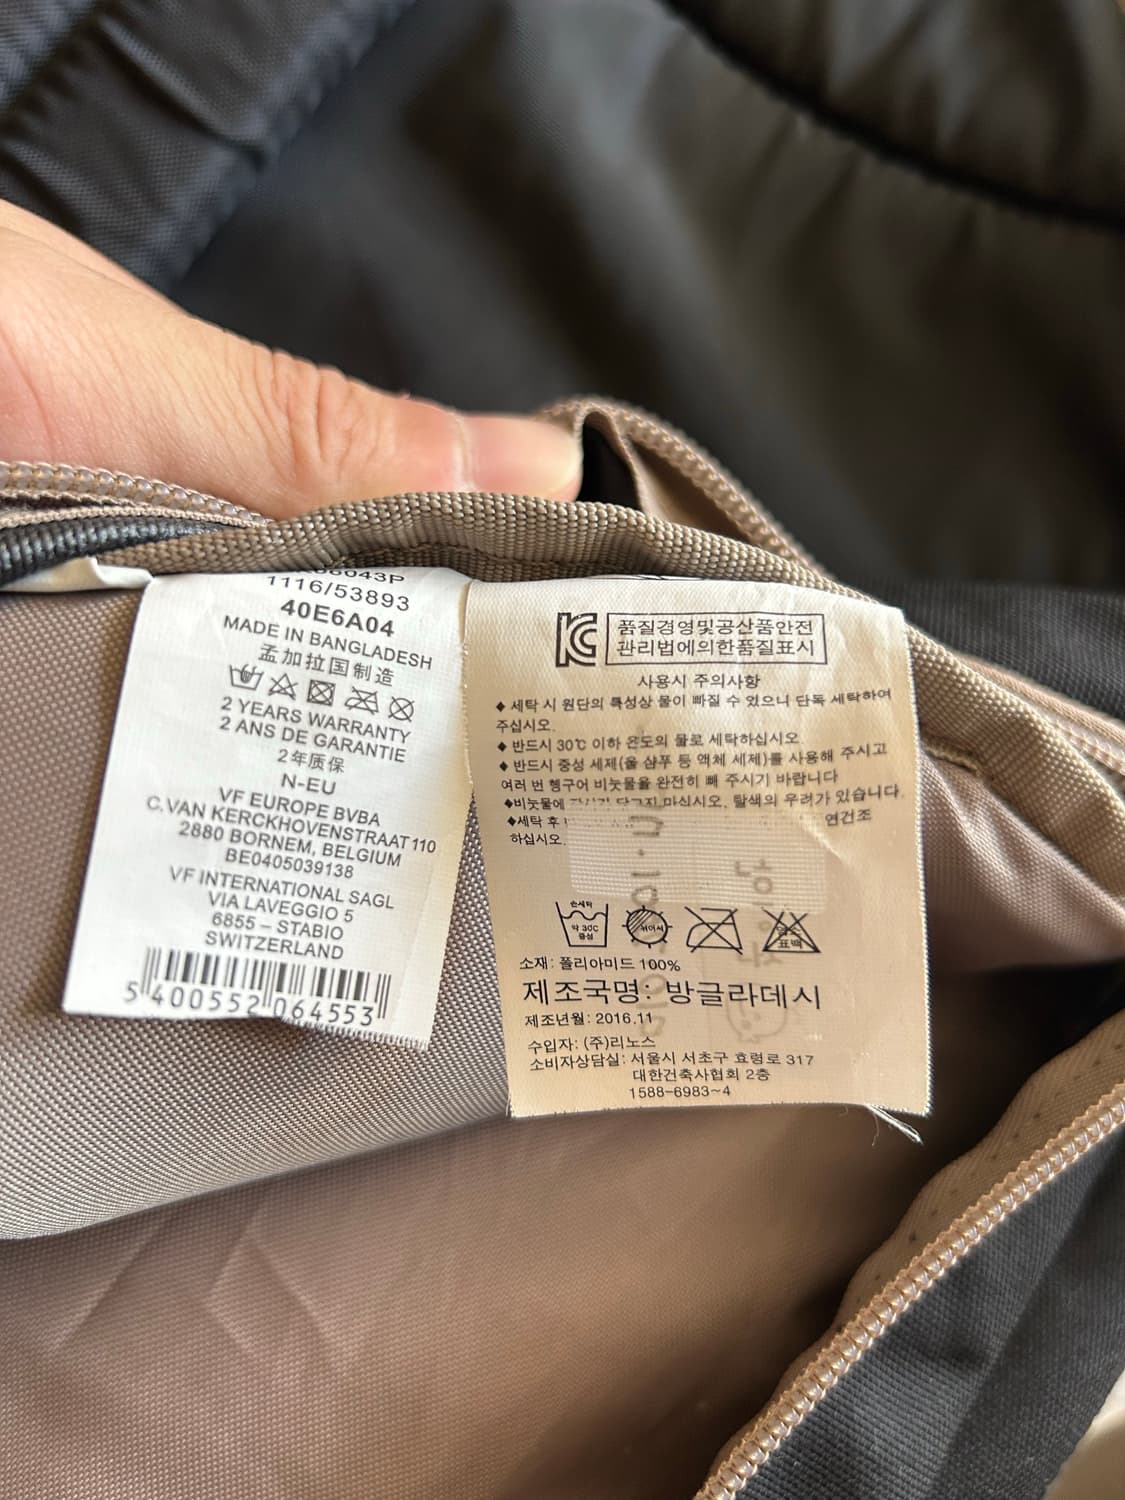 1116/53893
40E6A04
MADE IN BANGLADESH
孟加拉国制造
2 YEARS WARRANTY
2 ANS DE GARANTIE
2年质保
N-EU
VF EUROPE BVBA
C.VAN KERCKHOVENSTRAAT 110
2880 BORNEM, BELGIUM
BE0405039138
VF INTERNATIONAL SAGL
VIA LAVEGGIO 5
6855 – STABIO
SWITZERLAND
5 400552 064553
품질경영및공산품안전
관리법에의한품질표시
사용시 주의사항
◆ 세탁 시 원단의 특성상 물이 빠질 수 있으니 단독 세탁하여
주십시오.
◆ 반드시 30℃ 이하 온도의 물로 세탁하십시오
◆ 반드시 중성 세제(울 샴푸 등 액체 세제)를 사용해 주시고
여러 번 헹구어 비눗물을 완전히 빼 주시기 바랍니다
◆비눗물에 마십시오. 탈색의 우려가 있습니다.
◆세탁 후 연건조
하십시오.
손세탁
약 30℃
중성
표백
소재: 폴리아미드 100%
제조국명: 방글라데시
제조년월: 2016.11
수입자: (주)리노스
소비자상담실: 서울시 서초구 효령로 317
대한건축사협회 2층
1588-6983~4